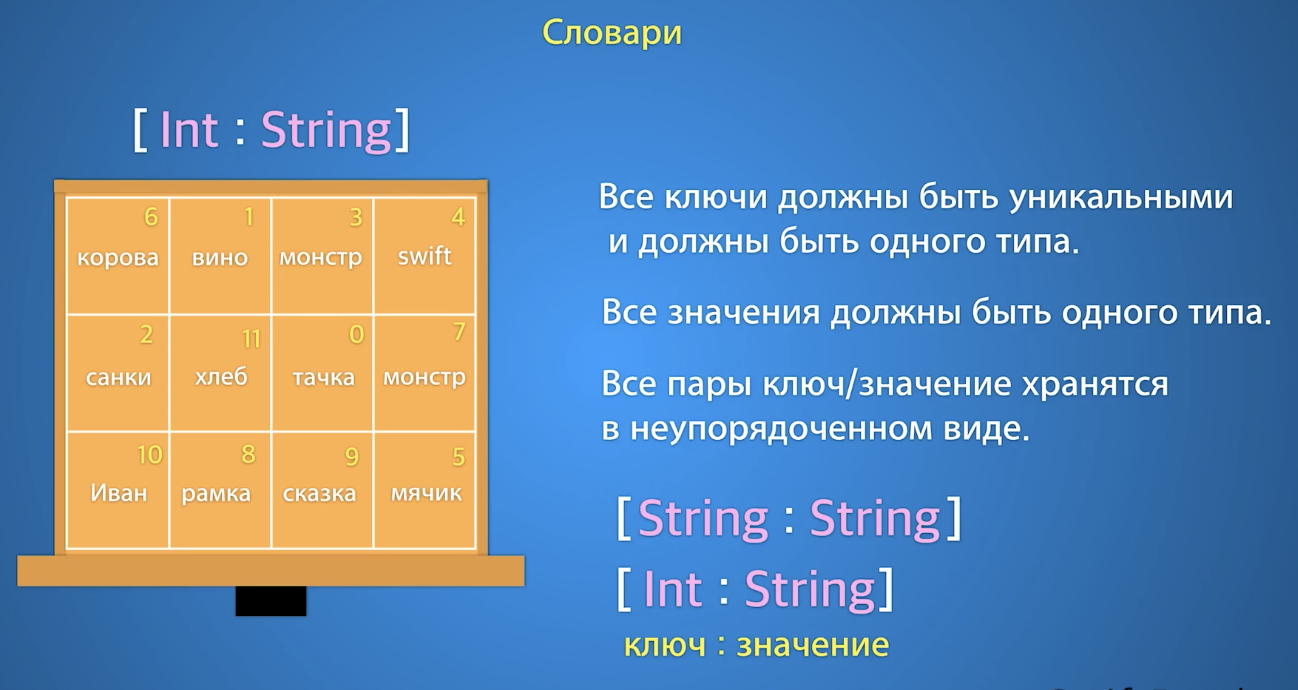 Словари
[ Int : String]
6 1 3 4
корова вино монстр swift
2 11 0 7
санки хлеб тачка монстр
10 8 9 5
Иван рамка сказка мячик
Все ключи должны быть уникальными
и должны быть одного типа.
Все значения должны быть одного типа.
Все пары ключ/значение хранятся
в неупорядоченном виде.
[String : String]
[ Int : String]
ключ : значение